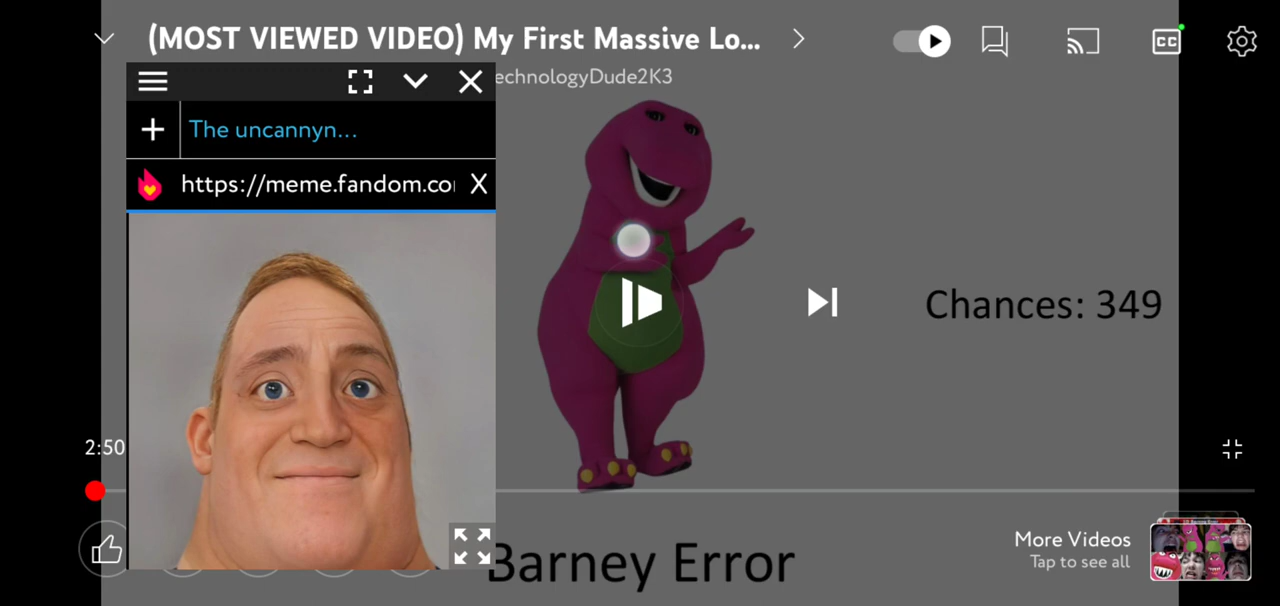 (MOST VIEWED VIDEO) My First Massive Lo...
echnologyDude2K3
CC
The uncannyn...
https://meme.fandom.co
X
Chances: 349
2:50
More Videos
Tap to see all
Barney Error